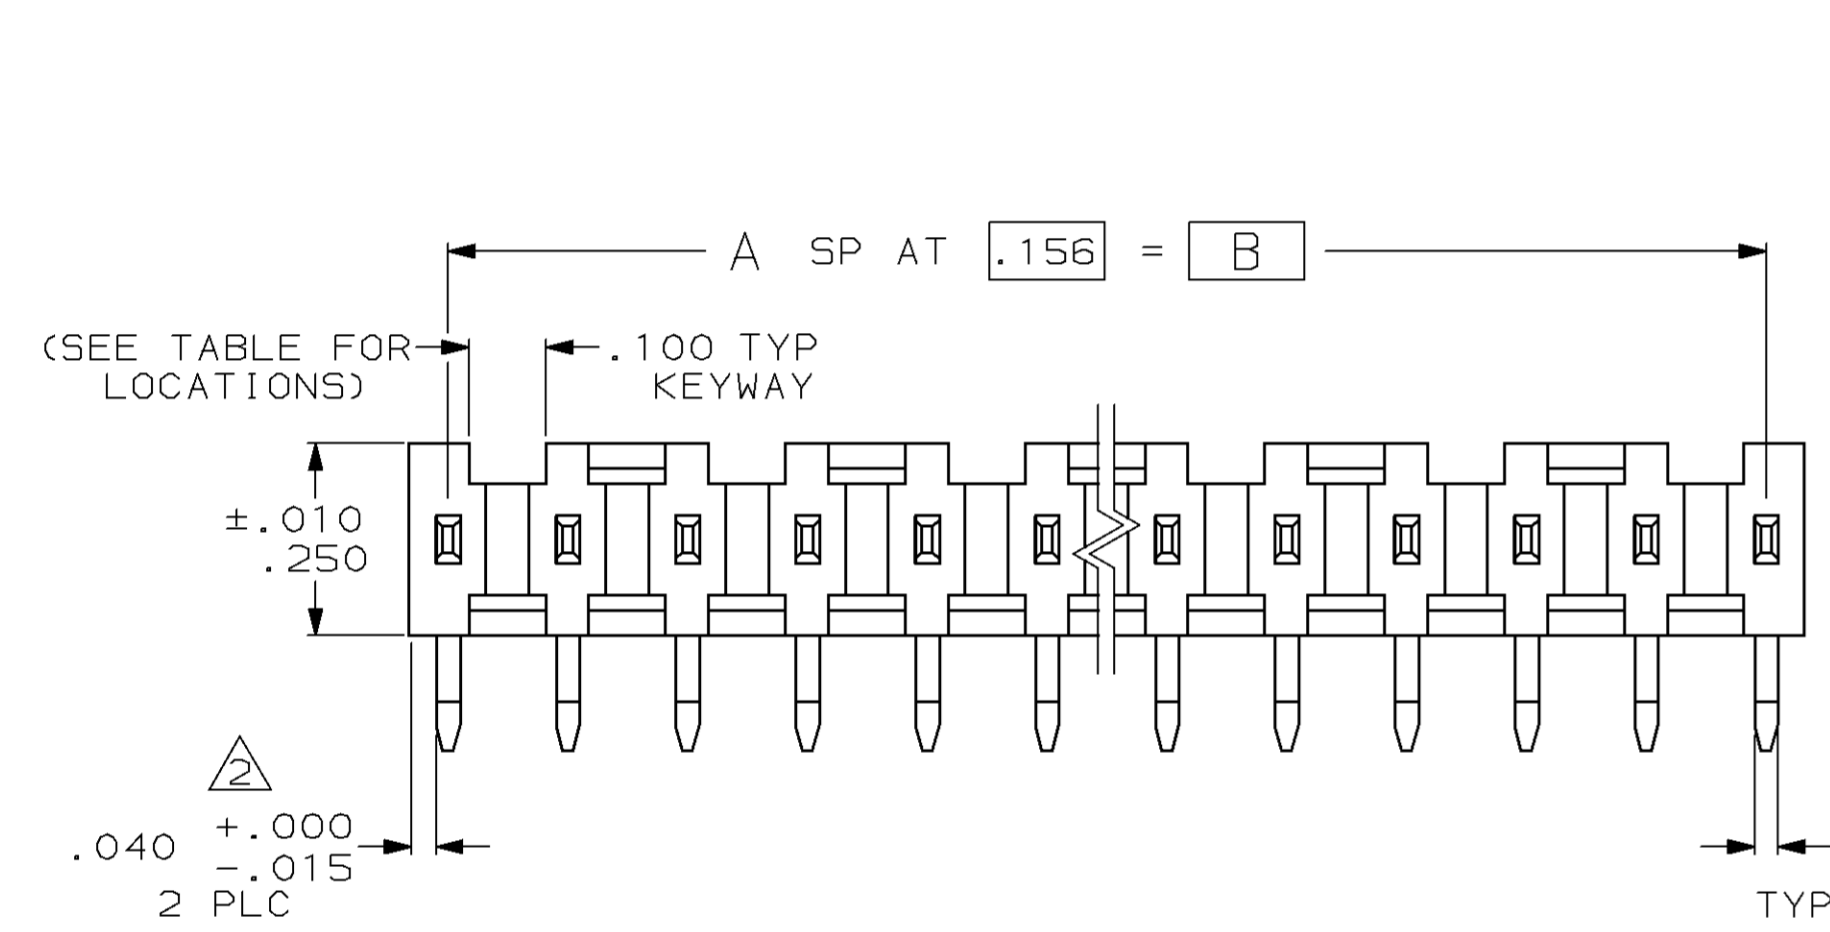 A SP AT .156 = B
(SEE TABLE FOR
LOCATIONS)
.100 TYP
KEYWAY
±.010
.250
2
.040 +.000
-.015
2 PLC
TYP